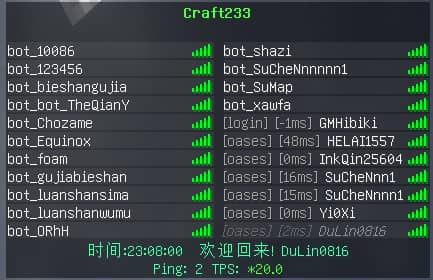 Craft233
bot_10086
bot_123456
bot_bieshangujia
bot_bot_TheQianY
bot_Chozame
bot_Equinox
bot_foam
bot_gujiabieshan
bot_luanshansima
bot_luanshanwumu
bot_ORhH
bot_shazi
bot_SuCheNnnnnn1
bot_SuMap
bot_xawfa
[login] [-1ms] GMHibiki
[oases] [48ms] HELAI1557
[oases] [0ms] InkQin25604
[oases] [16ms] SuCheNnn1
[oases] [15ms] SuCheNnnn1
[oases] [0ms] Yi0Xi
[oases] [2ms] DuLin0816
时间:23:08:00 欢迎回来! DuLin0816
Ping: 2 TPS: *20.0